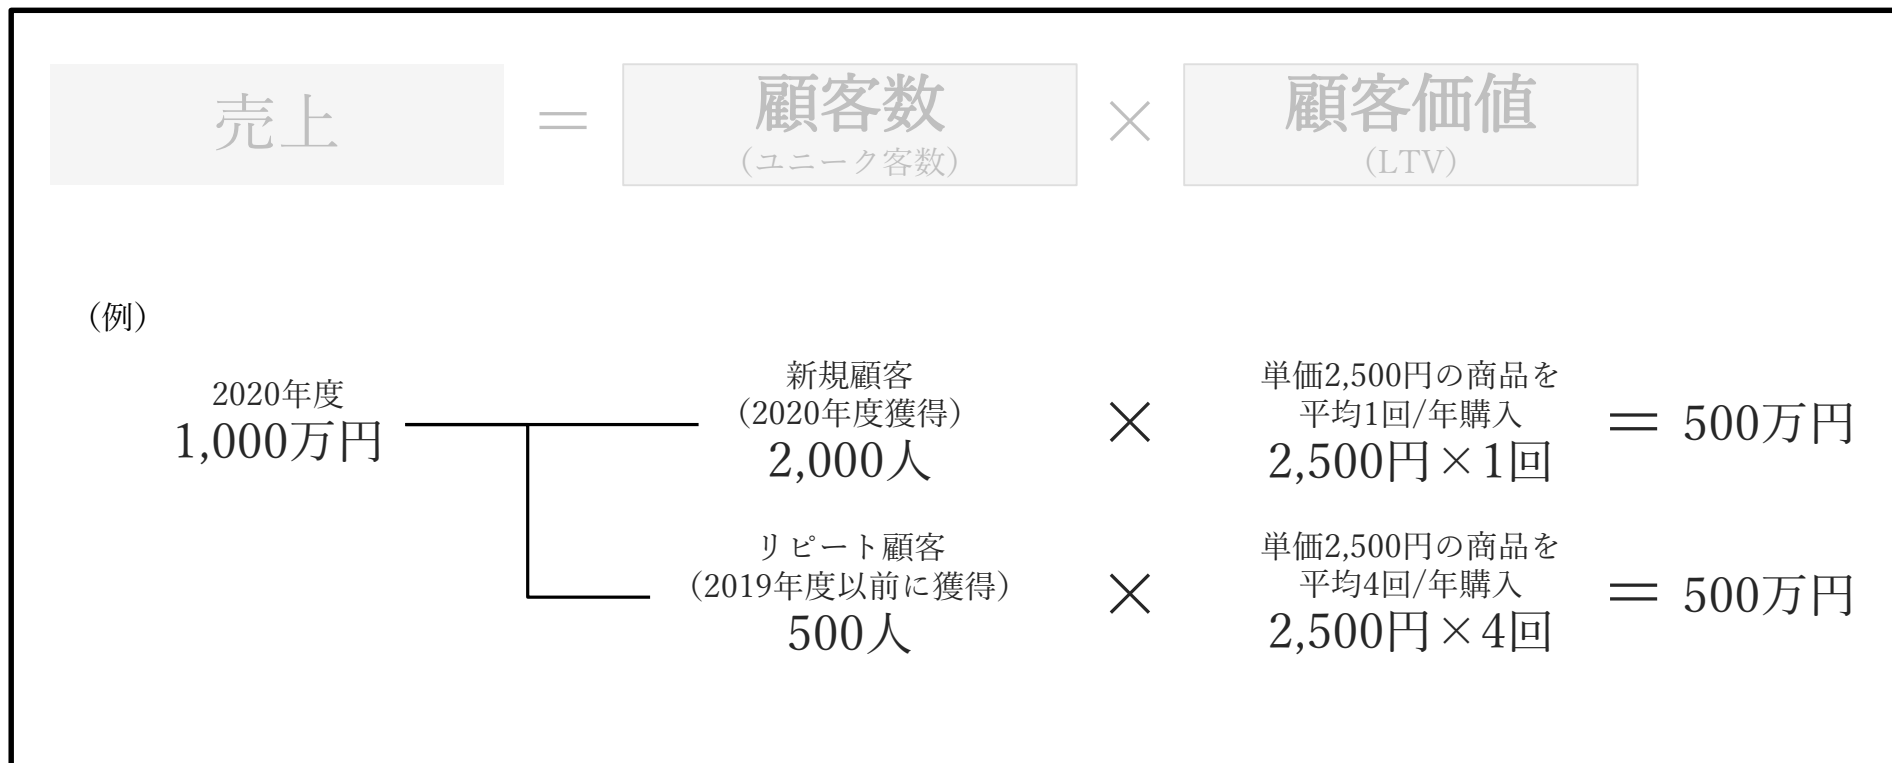 売上 = 顧客数 × 顧客価値
（ユニーク客数） （LTV）
（例）
2020年度
1,000万円
新規顧客
（2020年度獲得）
2,000人
×
単価2,500円の商品を
平均1回/年購入
2,500円×1回
= 500万円
リピート顧客
（2019年度以前に獲得）
500人
×
単価2,500円の商品を
平均4回/年購入
2,500円×4回
= 500万円